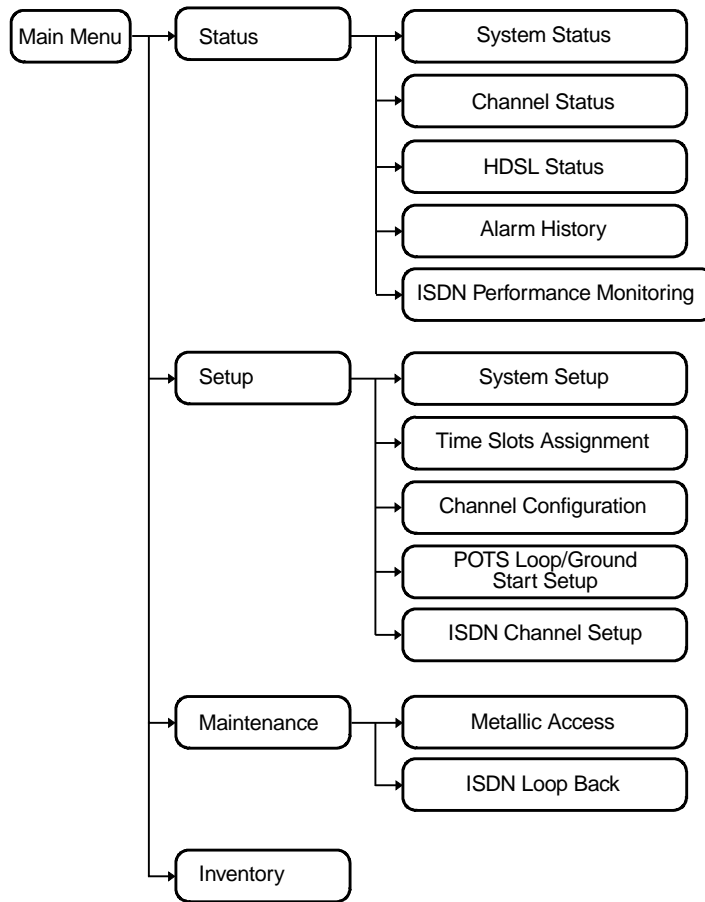 Main Menu
Status
System Status
Channel Status
HDSL Status
Alarm History
ISDN Performance Monitoring
Setup
System Setup
Time Slots Assignment
Channel Configuration
POTS Loop/Ground
Start Setup
ISDN Channel Setup
Maintenance
Metallic Access
ISDN Loop Back
Inventory